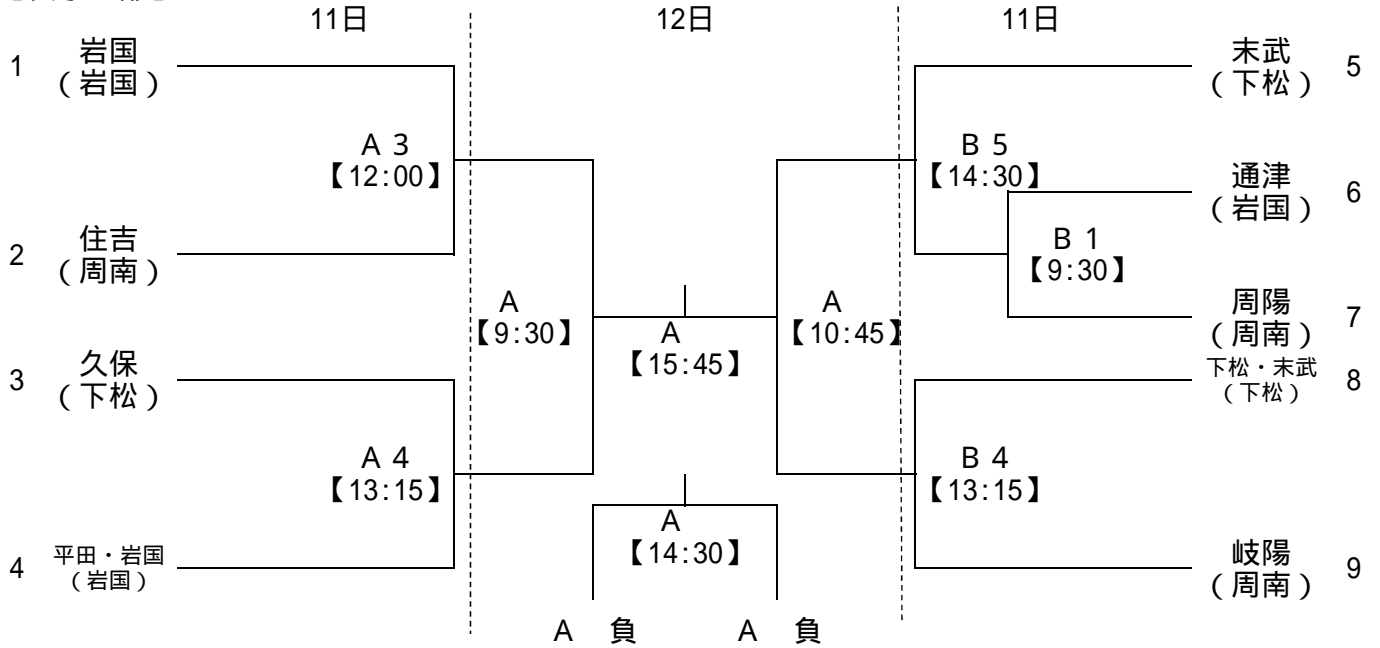 11日 12日 11日
1 岩国
(岩国)
A 3
【12:00】
2 住吉
(周南)
3 久保
(下松)
A 4
【13:15】
4 平田・岩国
(岩国)
A
【9:30】
A
【15:45】
A
【10:45】
A
【14:30】
A 負 A 負
末武 5
(下松)
B 5
【14:30】
通津 6
(岩国)
B 1
【9:30】
周陽 7
(周南)
下松・末武 8
(下松)
B 4
【13:15】
岐陽 9
(周南)